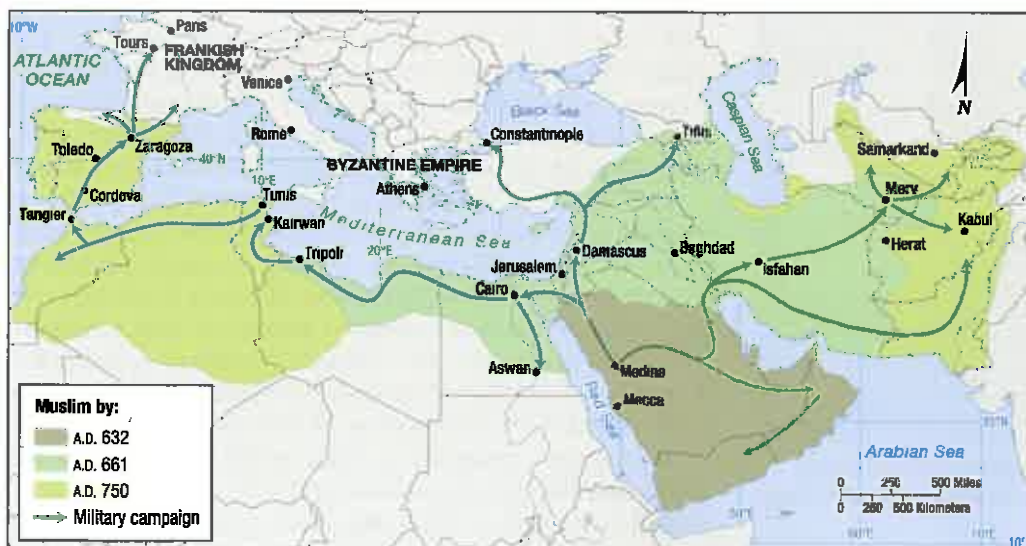 10°W
Paris
Tours
FRANKISH
KINGDOM
ATLANTIC
OCEAN
Venice
Black Sea
Caspian Sea
N
Constantinople
Rome
Toledo
Zaragoza
40°N
BYZANTINE EMPIRE
Samarkand
10°E
Athens
Cordova
Tunis
Merv
Tangier
Kairwan
Mediterranean Sea
Kabul
Herat
20°E
Damascus
Baghdad
Tripoli
Jerusalem
Isfahan
Cairo
Aswan
Medina
Mecca
Red Sea
Arabian Sea
Muslim by:
A.D. 632
A.D. 661
A.D. 750
Military campaign
0 250 500 Miles
0 250 500 Kilometers